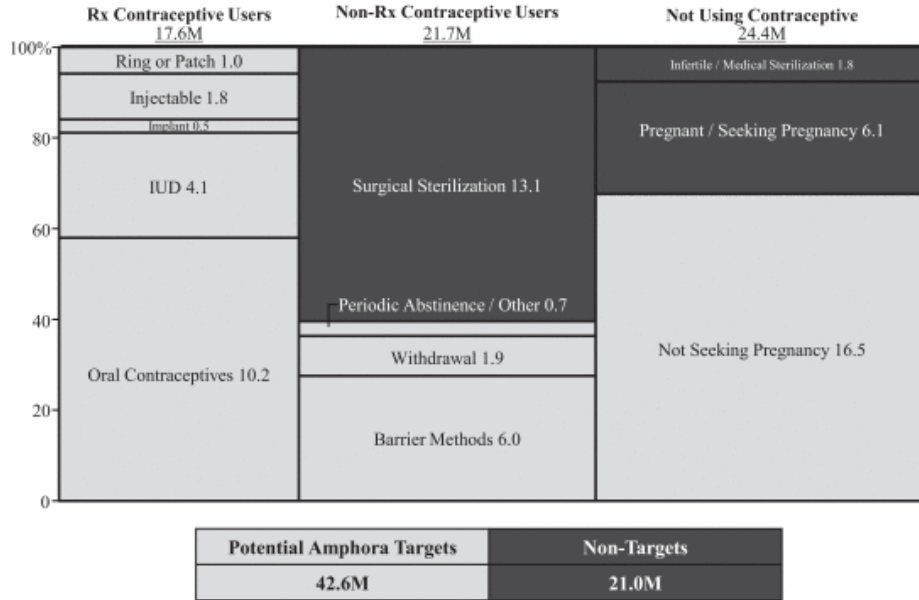 Rx Contraceptive Users
17.6M
Non-Rx Contraceptive Users
21.7M
Not Using Contraceptive
24.4M
100%
80
60
40
20
0
Ring or Patch 1.0
Injectable 1.8
Implant 0.5
IUD 4.1
Oral Contraceptives 10.2
Surgical Sterilization 13.1
Periodic Abstinence / Other 0.7
Withdrawal 1.9
Barrier Methods 6.0
Infertile / Medical Sterilization 1.8
Pregnant / Seeking Pregnancy 6.1
Not Seeking Pregnancy 16.5
Potential Amphora Targets
Non-Targets
42.6M
21.0M